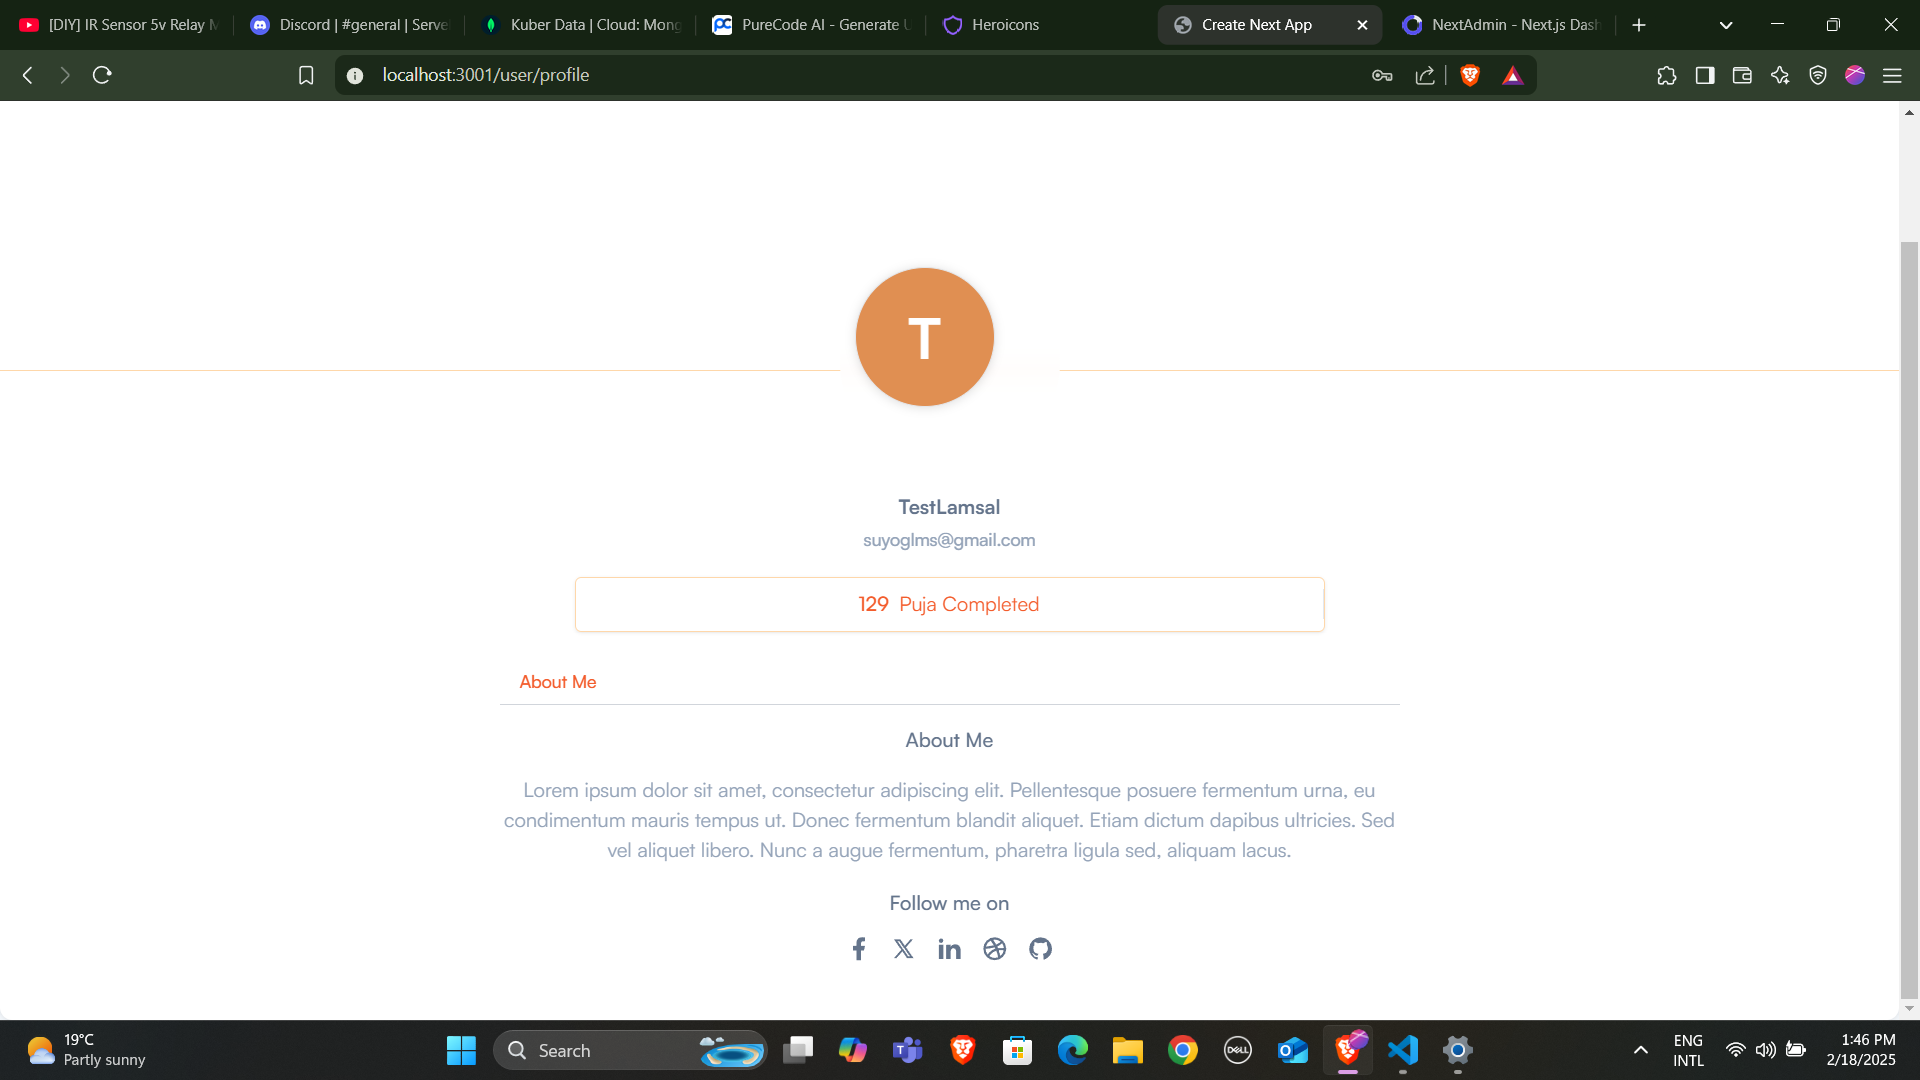 [DIY] IR Sensor 5v Relay M
Discord | #general | Serve
Kuber Data | Cloud: Mong
PureCode AI - Generate U
Heroicons
Create Next App
NextAdmin - Next.js Dash
localhost:3001/user/profile
T
TestLamsal
suyoglms@gmail.com
129 Puja Completed
About Me
About Me
Lorem ipsum dolor sit amet, consectetur adipiscing elit. Pellentesque posuere fermentum urna, eu
condimentum mauris tempus ut. Donec fermentum blandit aliquet. Etiam dictum dapibus ultricies. Sed
vel aliquet libero. Nunc a augue fermentum, pharetra ligula sed, aliquam lacus.
Follow me on
19°C
Partly sunny
Search
DELL
ENG
INTL
1:46 PM
2/18/2025